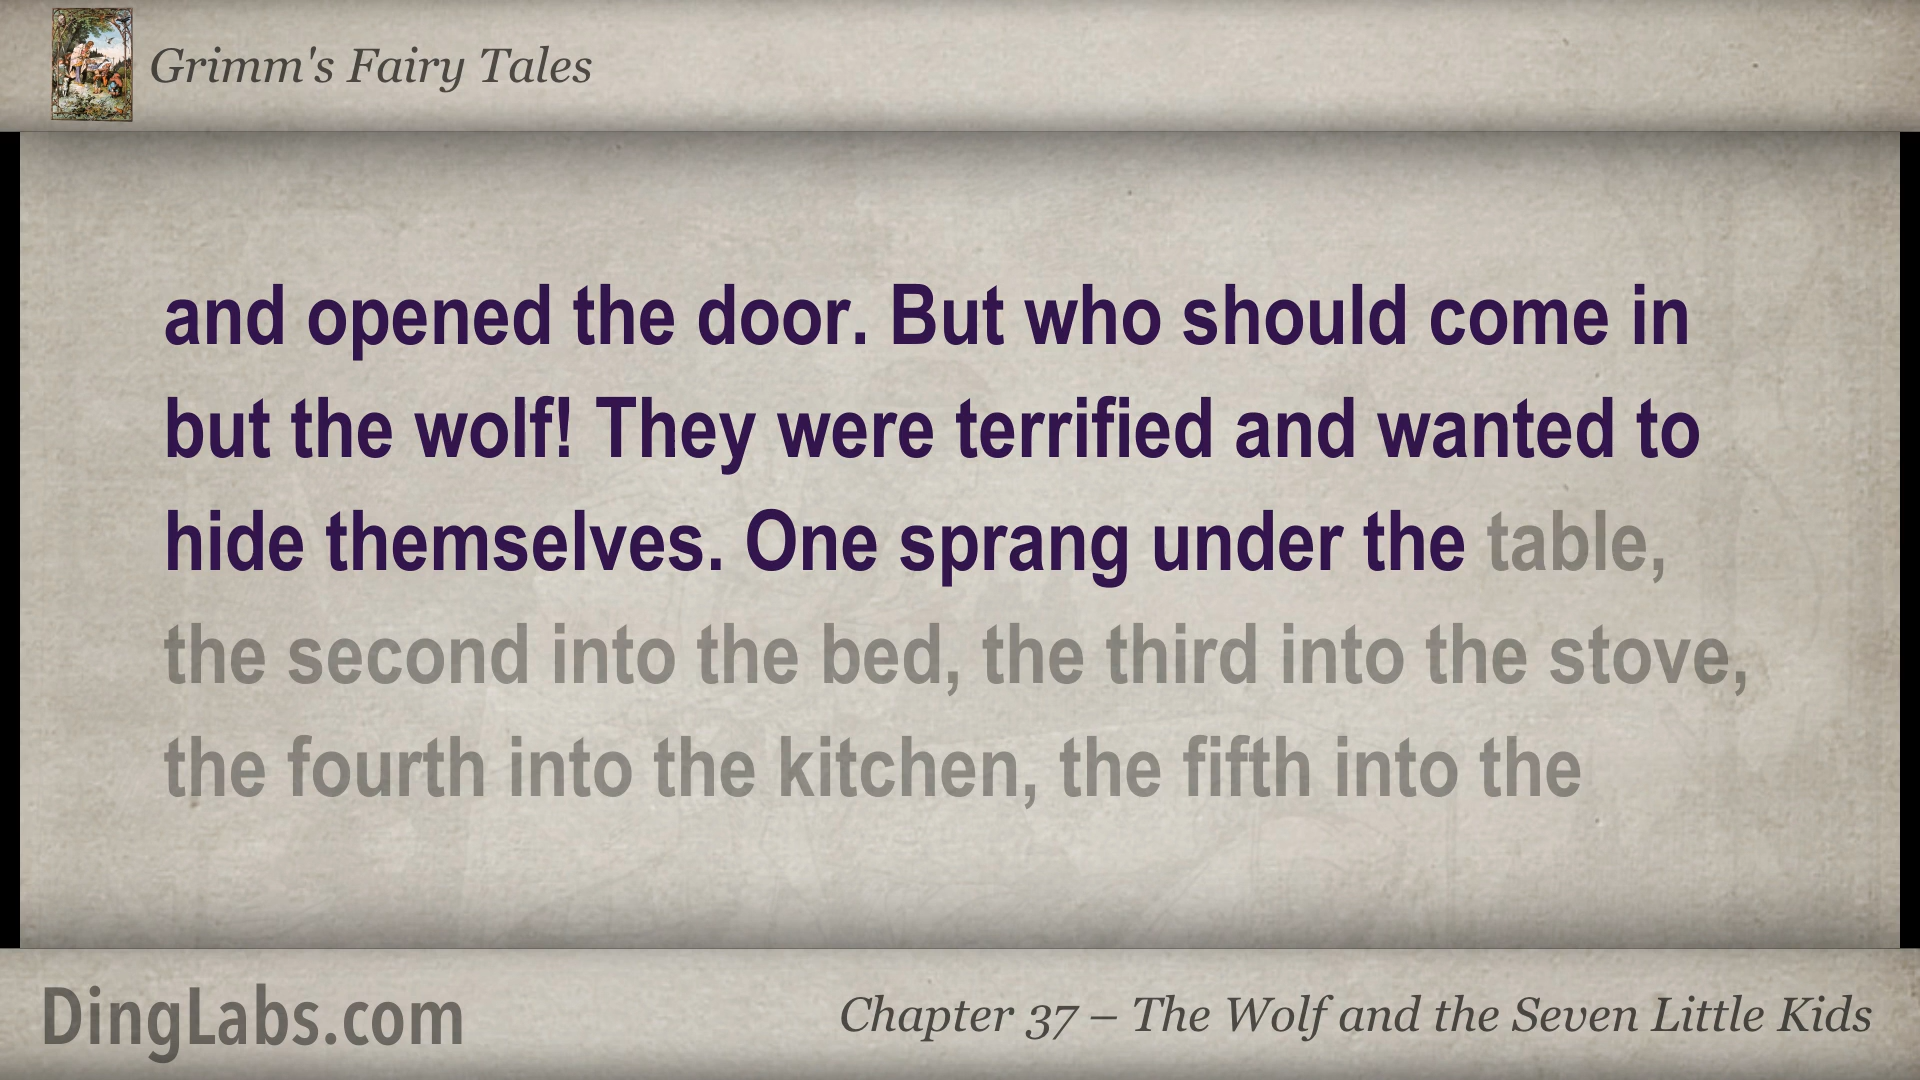 Grimm's Fairy Tales
and opened the door. But who should come in
but the wolf! They were terrified and wanted to
hide themselves. One sprang under the table,
the second into the bed, the third into the stove,
the fourth into the kitchen, the fifth into the
DingLabs.com
Chapter 37 – The Wolf and the Seven Little Kids